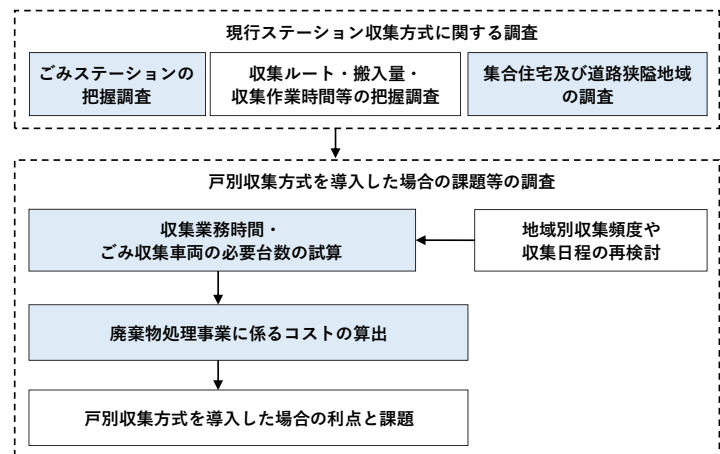 現行ステーション収集方式に関する調査
ごみステーションの
把握調査
収集ルート・搬入量・
収集作業時間等の把握調査
集合住宅及び道路狭隘地域
の調査
戸別収集方式を導入した場合の課題等の調査
収集業務時間・
ごみ収集車両の必要台数の試算
地域別収集頻度や
収集日程の再検討
廃棄物処理事業に係るコストの算出
戸別収集方式を導入した場合の利点と課題